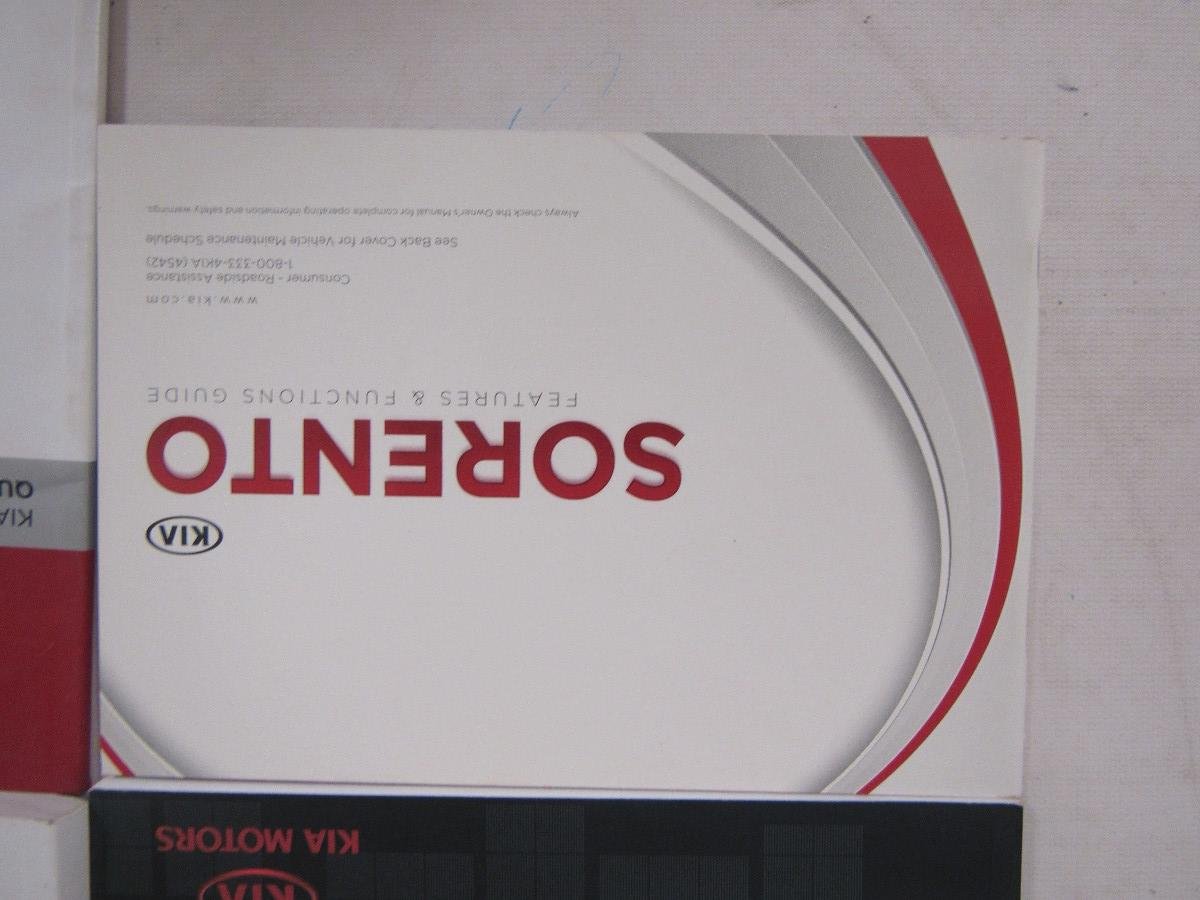 KIA
SORENTO
FEATURES & FUNCTIONS GUIDE
www.kia.com
Consumer - Roadside Assistance
1-800-333-4KIA (4542)
See Back Cover for Vehicle Maintenance Schedule
Always check the Owner's Manual for complete operating information and safety warnings.
KIA
QU
KIA
KIA MOTORS